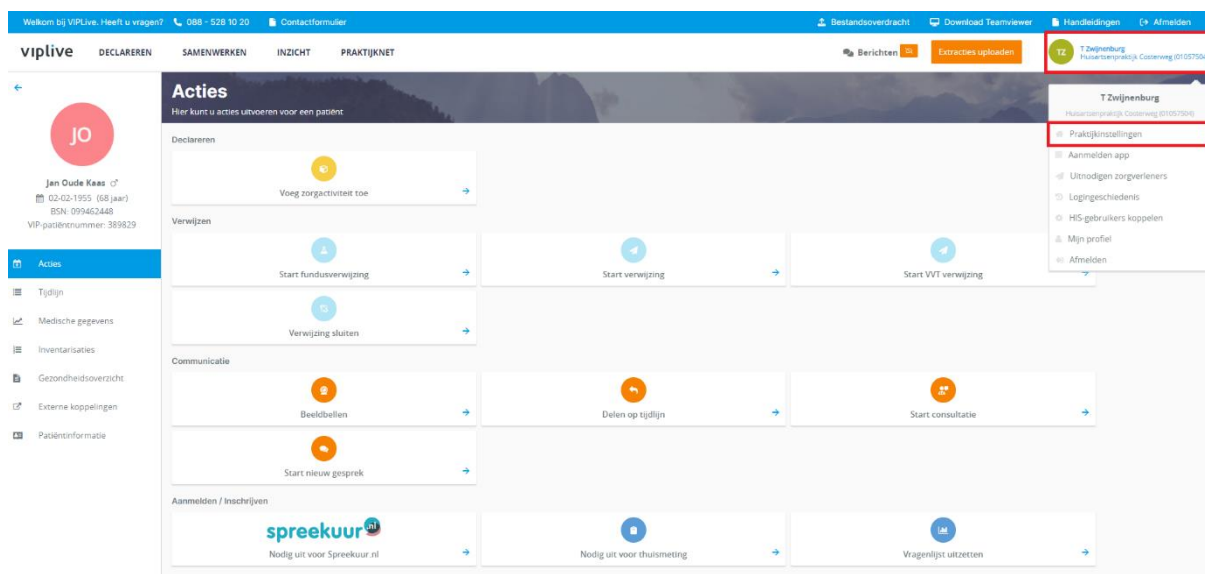 Welkom bij VIPLive. Heeft u vragen? 088 - 528 10 20 Contactformulier Bestandsoverdracht Download Teamviewer Handleidingen Afmelden
viplive DECLAREREN SAMENWERKEN INZICHT PRAKTIJKNET Berichten Extracties uploaden TZ T Zwijnenburg
Huisartsenpraktijk Costerweg (01057504
Acties
Hier kunt u acties uitvoeren voor een patiënt
T Zwijnenburg
Huisartsenpraktijk Costerweg (01057504)
Praktijkinstellingen
Aanmelden app
Uitnodigen zorgverleners
Logingeschiedenis
HIS-gebruikers koppelen
Mijn profiel
Afmelden
JO
Jan Oude Kaas
02-02-1955 (68 jaar)
BSN: 099462448
VIP-patiëntnummer: 389829
Acties
Tijdlijn
Medische gegevens
Inventarisaties
Gezondheidsoverzicht
Externe koppelingen
Patiëntinformatie
Declareren
Voeg zorgactiviteit toe
Verwijzen
Start fundusverwijzing
Start verwijzing
Start VVT verwijzing
Verwijzing sluiten
Communicatie
Beeldbellen
Delen op tijdlijn
Start consultatie
Start nieuw gesprek
Aanmelden / Inschrijven
spreekuur.nl
Nodig uit voor Spreekuur.nl
Nodig uit voor thuismeting
Vragenlijst uitzetten